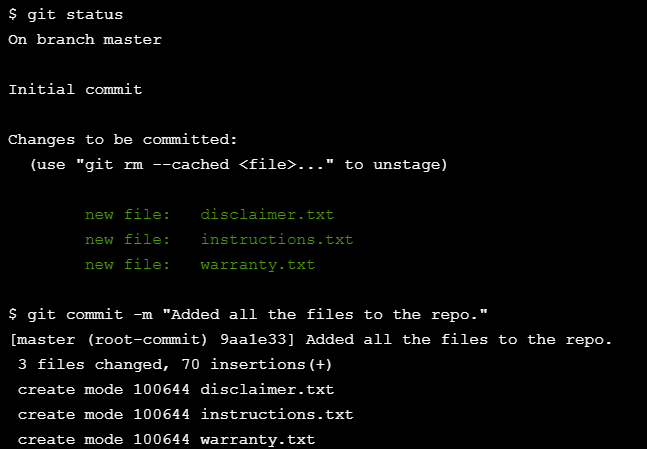 $ git status
On branch master
Initial commit
Changes to be committed:
(use "git rm --cached <file>..." to unstage)
new file: disclaimer.txt
new file: instructions.txt
new file: warranty.txt
$ git commit -m "Added all the files to the repo."
[master (root-commit) 9aa1e33] Added all the files to the repo.
3 files changed, 70 insertions(+)
create mode 100644 disclaimer.txt
create mode 100644 instructions.txt
create mode 100644 warranty.txt